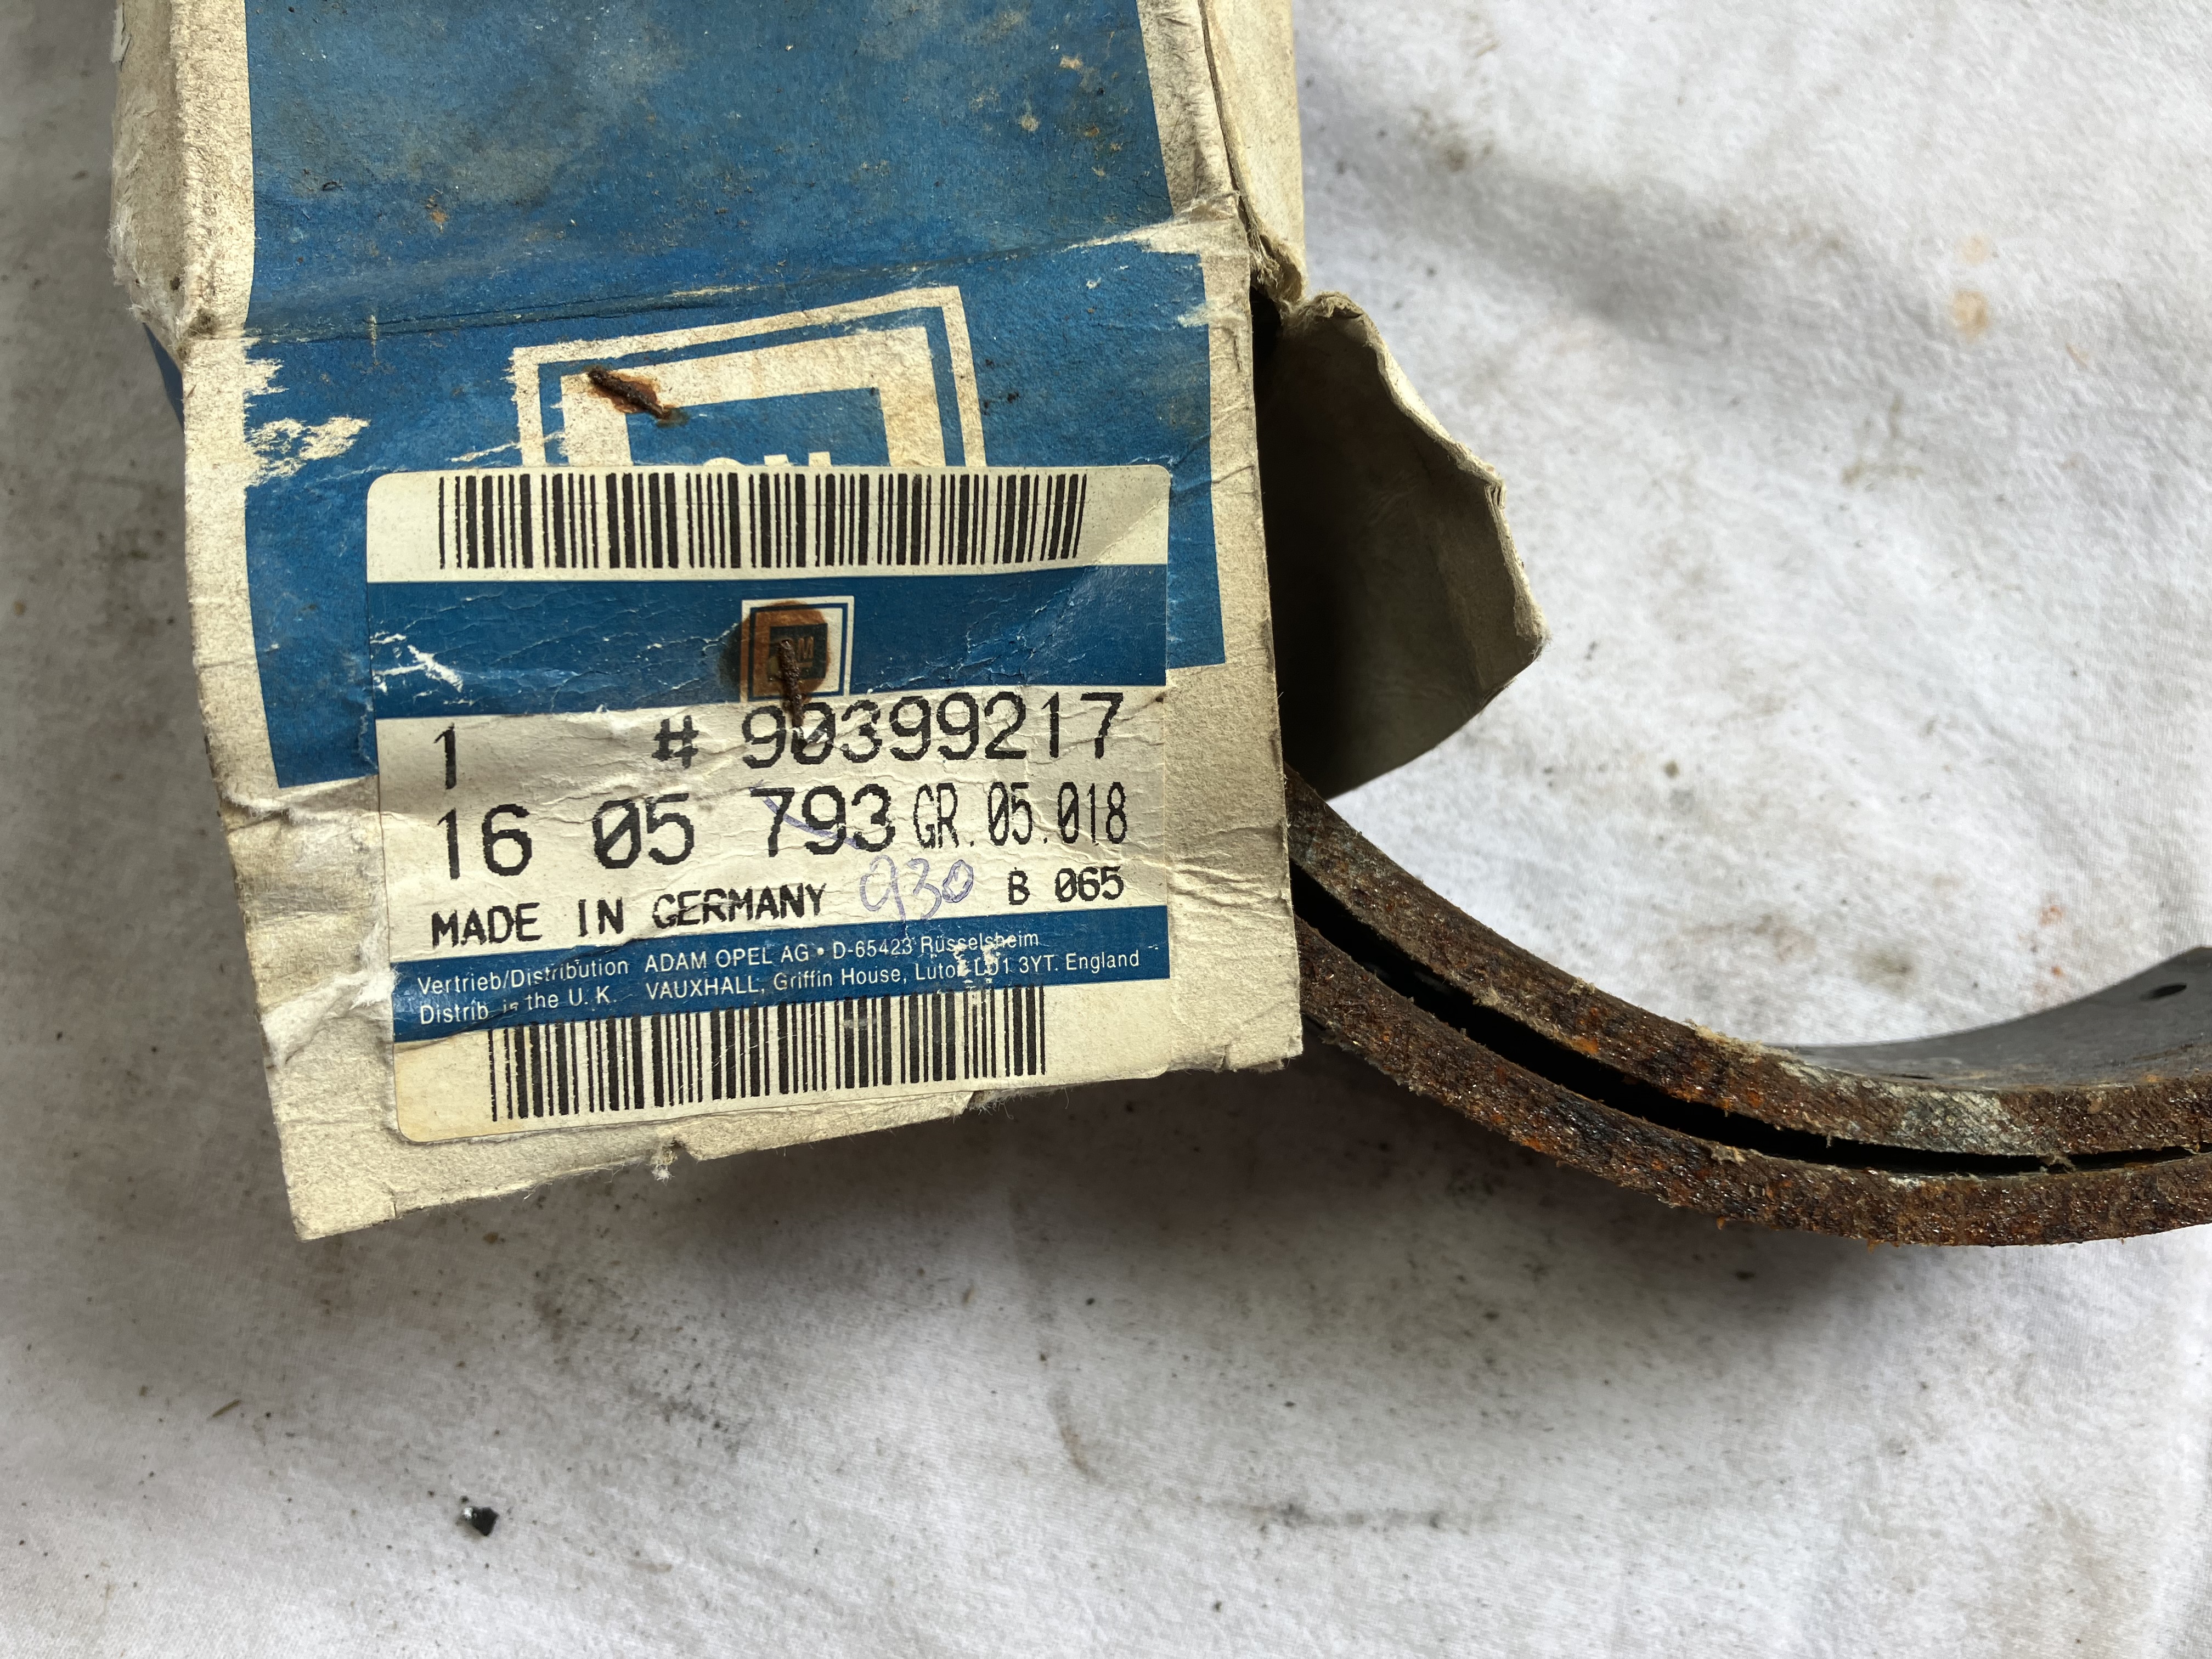 GM
1 # 90399217
16 05 793 GR. 05.018
930
MADE IN GERMANY B 065
Vertrieb/Distribution ADAM OPEL AG • D-65423 Rüsselsheim
Distrib. in the U. K. VAUXHALL, Griffin House, Luton LU1 3YT. England